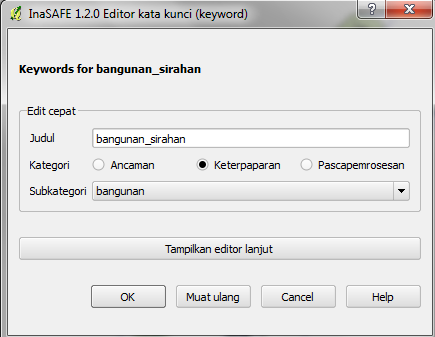 InaSAFE 1.2.0 Editor kata kunci (keyword)
Keywords for bangunan_sirahan
Edit cepat
Judul bangunan_sirahan
Kategori Ancaman Keterpaparan Pascapemrosesan
Subkategori bangunan
Tampilkan editor lanjut
OK Muat ulang Cancel Help